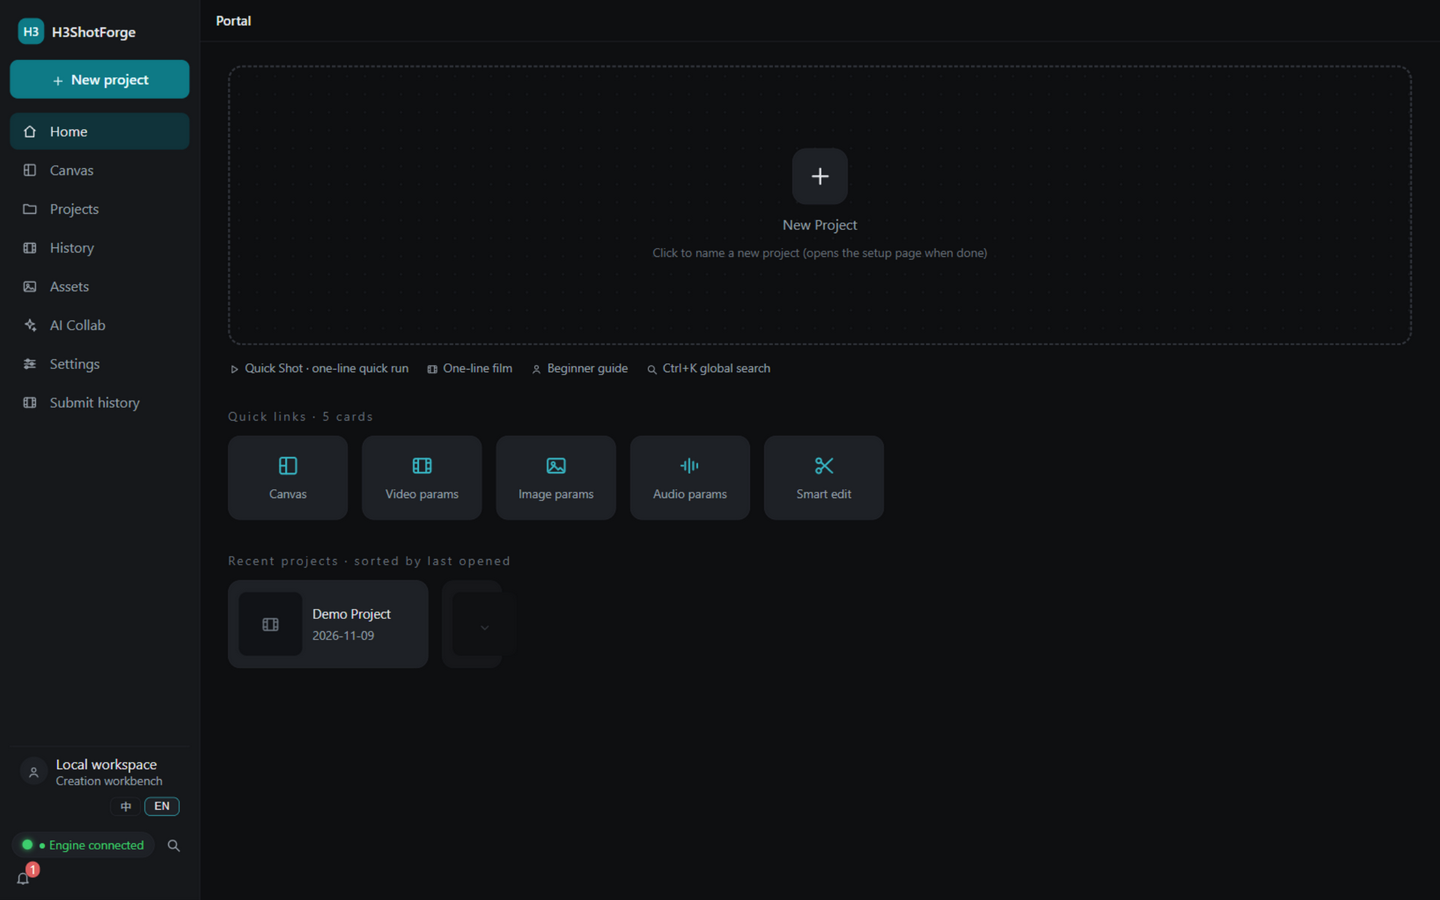 H3 H3ShotForge
+ New project
Home
Canvas
Projects
History
Assets
AI Collab
Settings
Submit history
Local workspace
Creation workbench
中 EN
Engine connected
1
Portal
New Project
Click to name a new project (opens the setup page when done)
Quick Shot · one-line quick run One-line film Beginner guide Ctrl+K global search
Quick links · 5 cards
Canvas Video params Image params Audio params Smart edit
Recent projects · sorted by last opened
Demo Project
2026-11-09